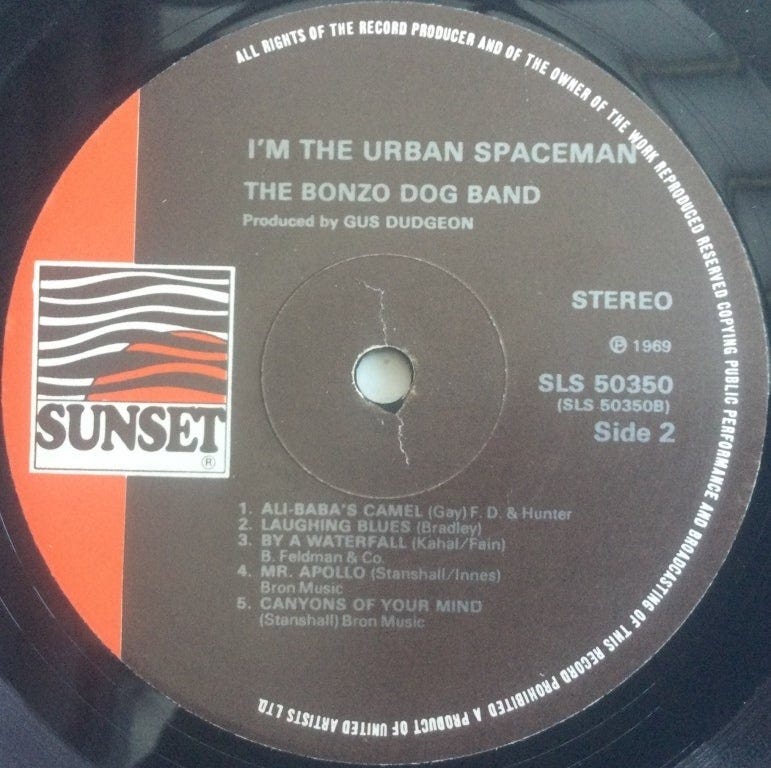 ALL RIGHTS OF THE RECORD PRODUCER AND OF THE OWNER OF THE WORK REPRODUCED RESERVED COPYING PUBLIC PERFORMANCE AND BROADCASTING OF THIS RECORD PROHIBITED A PRODUCT OF UNITED ARTISTS LTD.
I'M THE URBAN SPACEMAN
THE BONZO DOG BAND
Produced by GUS DUDGEON
STEREO
℗ 1969
SLS 50350
(SLS 50350B)
Side 2
SUNSET
®
1. ALI-BABA'S CAMEL (Gay) F. D. & Hunter
2. LAUGHING BLUES (Bradley)
3. BY A WATERFALL (Kahal/Fain)
B. Feldman & Co.
4. MR. APOLLO (Stanshall/Innes)
Bron Music
5. CANYONS OF YOUR MIND
(Stanshall) Bron Music